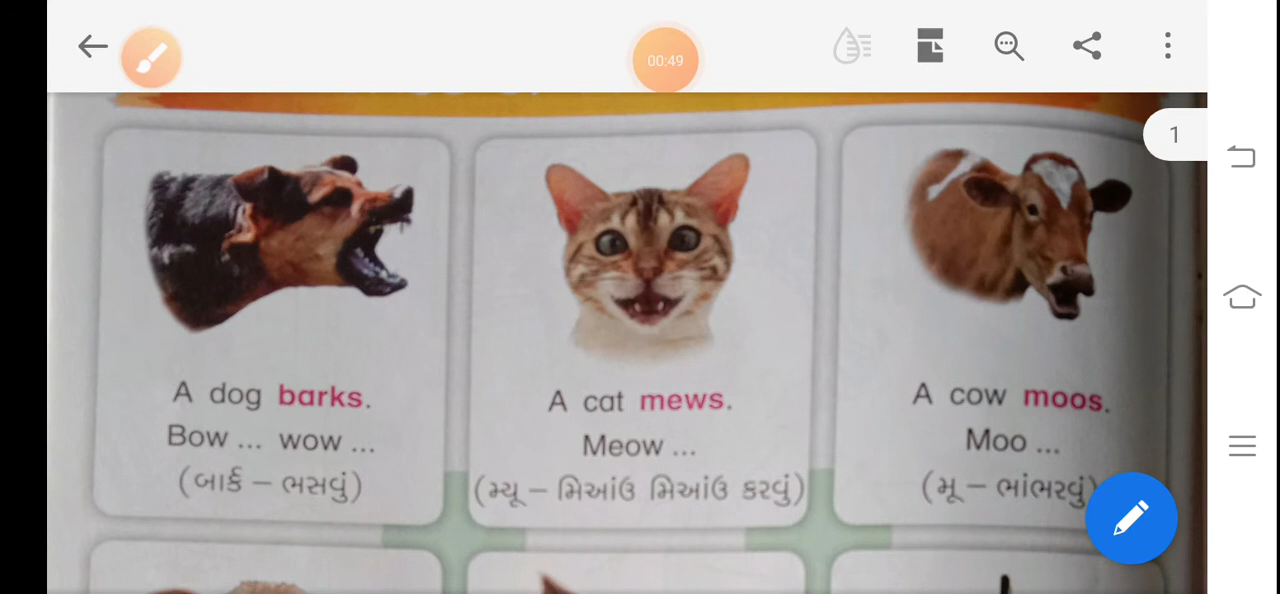 00:49
1
A dog barks.
Bow ... wow ...
(બાર્ક – ભસવું)
A cat mews.
Meow ...
(મ્યૂ – મિઆંઉ મિઆંઉ કરવું)
A cow moos.
Moo ...
(મૂ – ભાંભરવું)